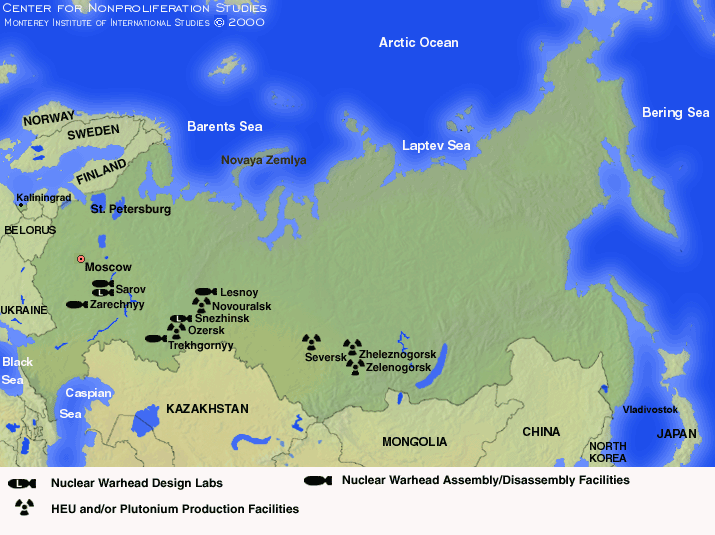 CENTER FOR NONPROLIFERATION STUDIES
MONTEREY INSTITUTE OF INTERNATIONAL STUDIES © 2000
Arctic Ocean
Bering Sea
Barents Sea
Laptev Sea
NORWAY
SWEDEN
FINLAND
Novaya Zemlya
Kaliningrad
St. Petersburg
BELORUS
Moscow
Sarov
Zarechnyy
UKRAINE
Lesnoy
Novouralsk
Snezhinsk
Ozersk
Trekhgornyy
Seversk
Zheleznogorsk
Zelenogorsk
Black
Sea
Caspian
Sea
KAZAKHSTAN
MONGOLIA
CHINA
Vladivostok
JAPAN
NORTH
KOREA
L
L
L
Nuclear Warhead Design Labs
Nuclear Warhead Assembly/Disassembly Facilities
HEU and/or Plutonium Production Facilities